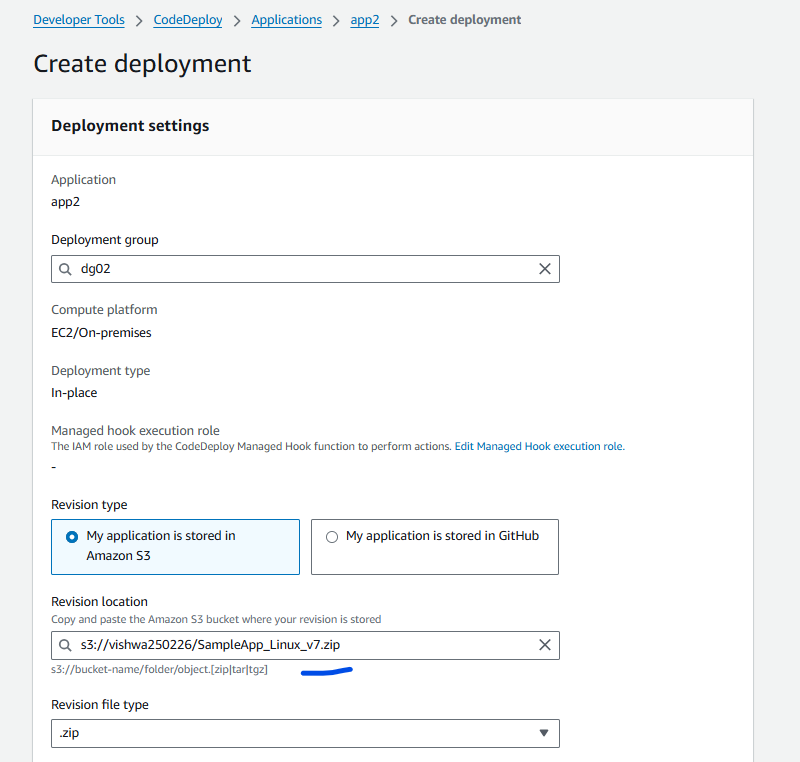 Developer Tools > CodeDeploy > Applications > app2 > Create deployment
Create deployment
Deployment settings
Application
app2
Deployment group
dg02
Compute platform
EC2/On-premises
Deployment type
In-place
Managed hook execution role
The IAM role used by the CodeDeploy Managed Hook function to perform actions. Edit Managed Hook execution role.
-
Revision type
My application is stored in
Amazon S3
My application is stored in GitHub
Revision location
Copy and paste the Amazon S3 bucket where your revision is stored
s3://vishwa250226/SampleApp_Linux_v7.zip
s3://bucket-name/folder/object.[zip|tar|tgz]
Revision file type
.zip